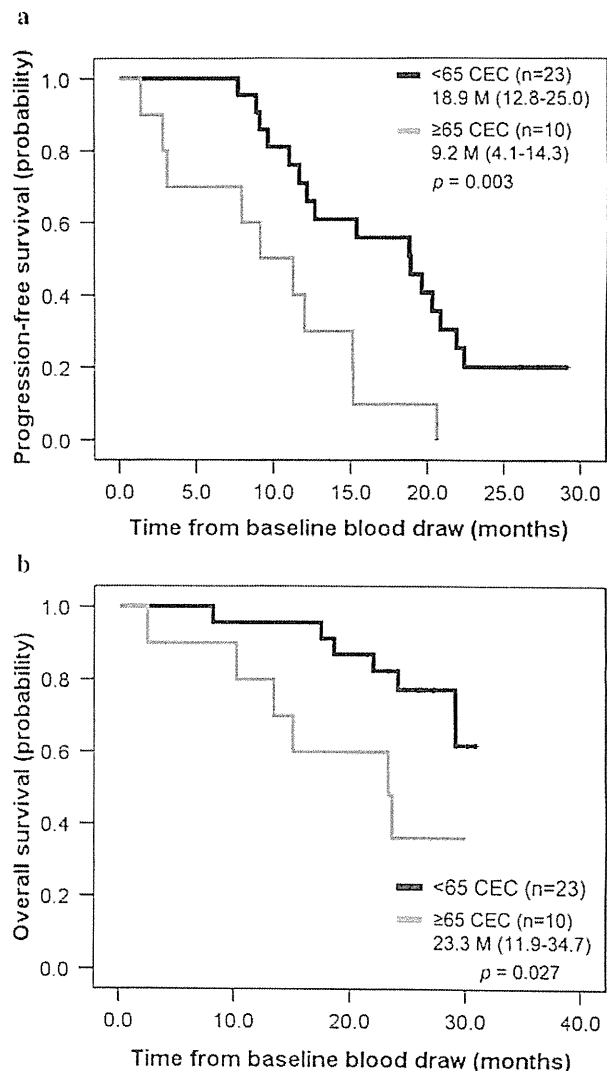 a
Progression-free survival (probability)
1.0
0.8
0.6
0.4
0.2
0.0
<65 CEC (n=23)
18.9 M (12.8-25.0)
≥65 CEC (n=10)
9.2 M (4.1-14.3)
p = 0.003
0.0 5.0 10.0 15.0 20.0 25.0 30.0
Time from baseline blood draw (months)
b
Overall survival (probability)
1.0
0.8
0.6
0.4
0.2
0.0
<65 CEC (n=23)
≥65 CEC (n=10)
23.3 M (11.9-34.7)
p = 0.027
0.0 10.0 20.0 30.0 40.0
Time from baseline blood draw (months)